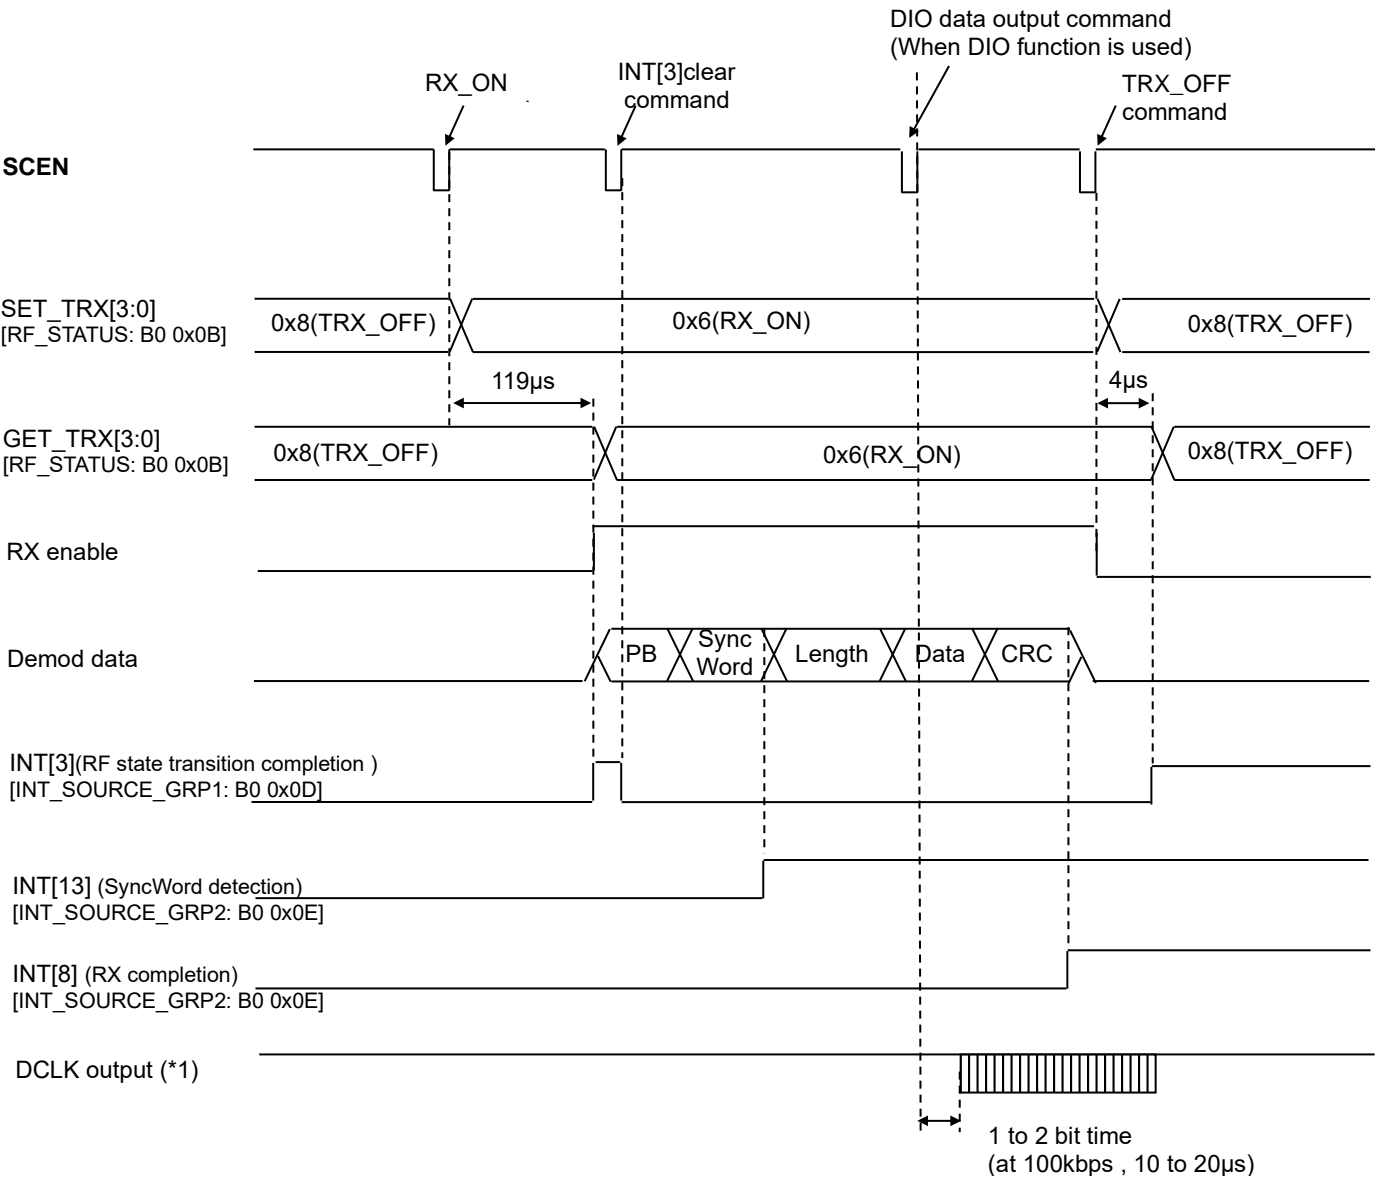 DIO data output command
(When DIO function is used)
RX_ON
INT[3]clear
command
TRX_OFF
command
SCEN
SET_TRX[3:0]
[RF_STATUS: B0 0x0B]
0x8(TRX_OFF)
0x6(RX_ON)
0x8(TRX_OFF)
119µs
4µs
GET_TRX[3:0]
[RF_STATUS: B0 0x0B]
0x8(TRX_OFF)
0x6(RX_ON)
0x8(TRX_OFF)
RX enable
Demod data
PB
Sync
Word
Length
Data
CRC
INT[3](RF state transition completion )
[INT_SOURCE_GRP1: B0 0x0D]
INT[13] (SyncWord detection)
[INT_SOURCE_GRP2: B0 0x0E]
INT[8] (RX completion)
[INT_SOURCE_GRP2: B0 0x0E]
DCLK output (*1)
1 to 2 bit time
(at 100kbps , 10 to 20µs)